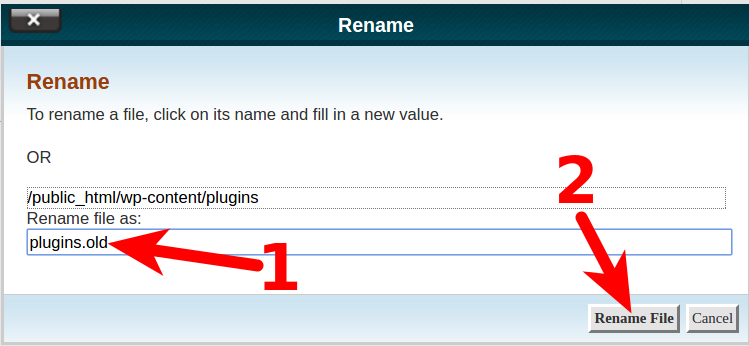 Rename
Rename
To rename a file, click on its name and fill in a new value.
OR
/public_html/wp-content/plugins
Rename file as:
plugins.old
1
2
Rename File
Cancel